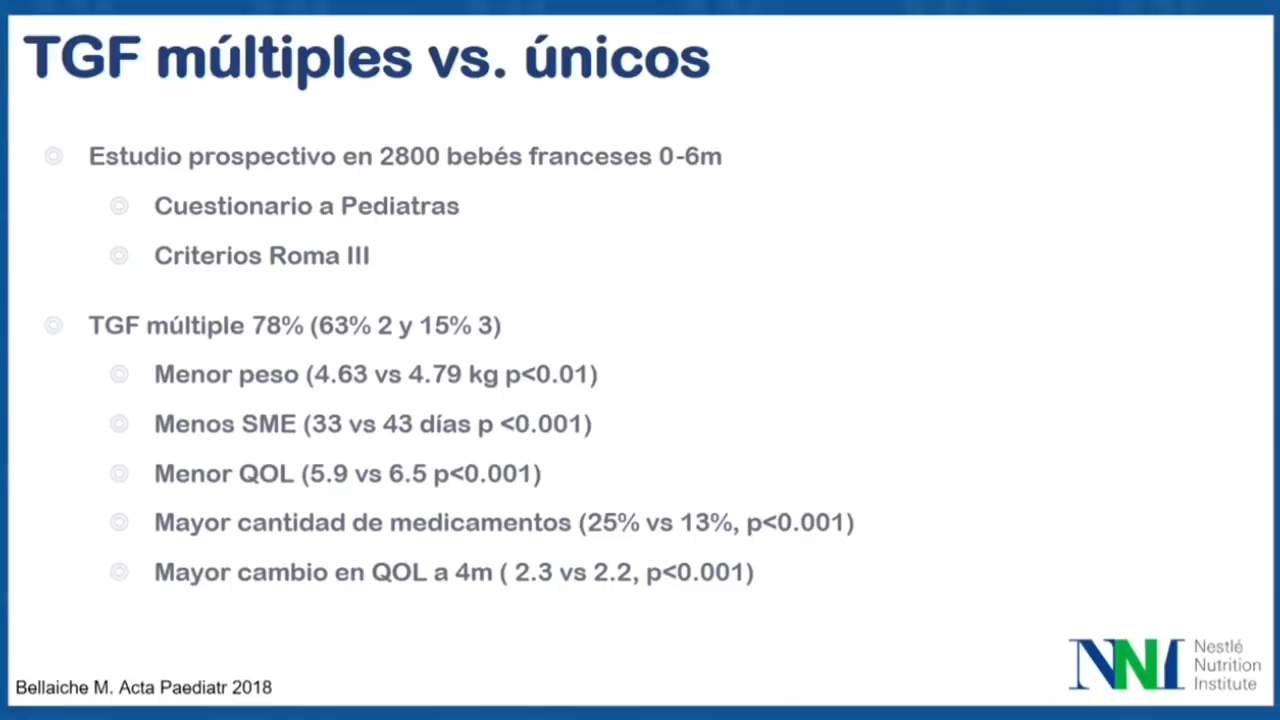 TGF múltiples vs. únicos
Estudio prospectivo en 2800 bebés franceses 0-6m
Cuestionario a Pediatras
Criterios Roma III
TGF múltiple 78% (63% 2 y 15% 3)
Menor peso (4.63 vs 4.79 kg p<0.01)
Menos SME (33 vs 43 días p <0.001)
Menor QOL (5.9 vs 6.5 p<0.001)
Mayor cantidad de medicamentos (25% vs 13%, p<0.001)
Mayor cambio en QOL a 4m ( 2.3 vs 2.2, p<0.001)
Bellaiche M. Acta Paediatr 2018
NNI
Nestlé
Nutrition
Institute